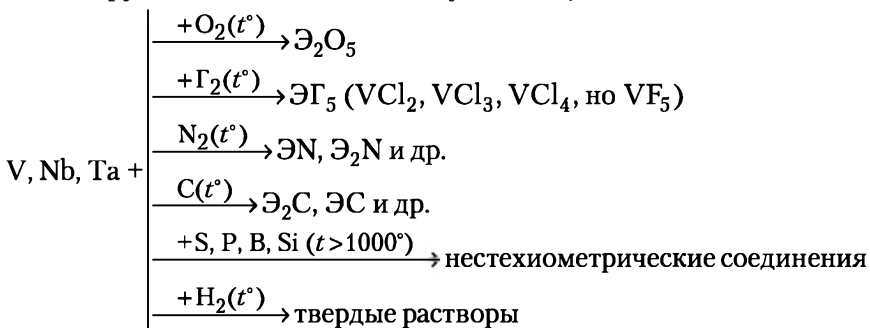 +O₂(t°) Э₂O₅
+Г₂(t°) ЭГ₅ (VCl₂, VCl₃, VCl₄, но VF₅)
N₂(t°) ЭN, Э₂N и др.
V, Nb, Ta +
C(t°) Э₂C, ЭC и др.
+S, P, B, Si (t>1000°) нестехиометрические соединения
+H₂(t°) твердые растворы